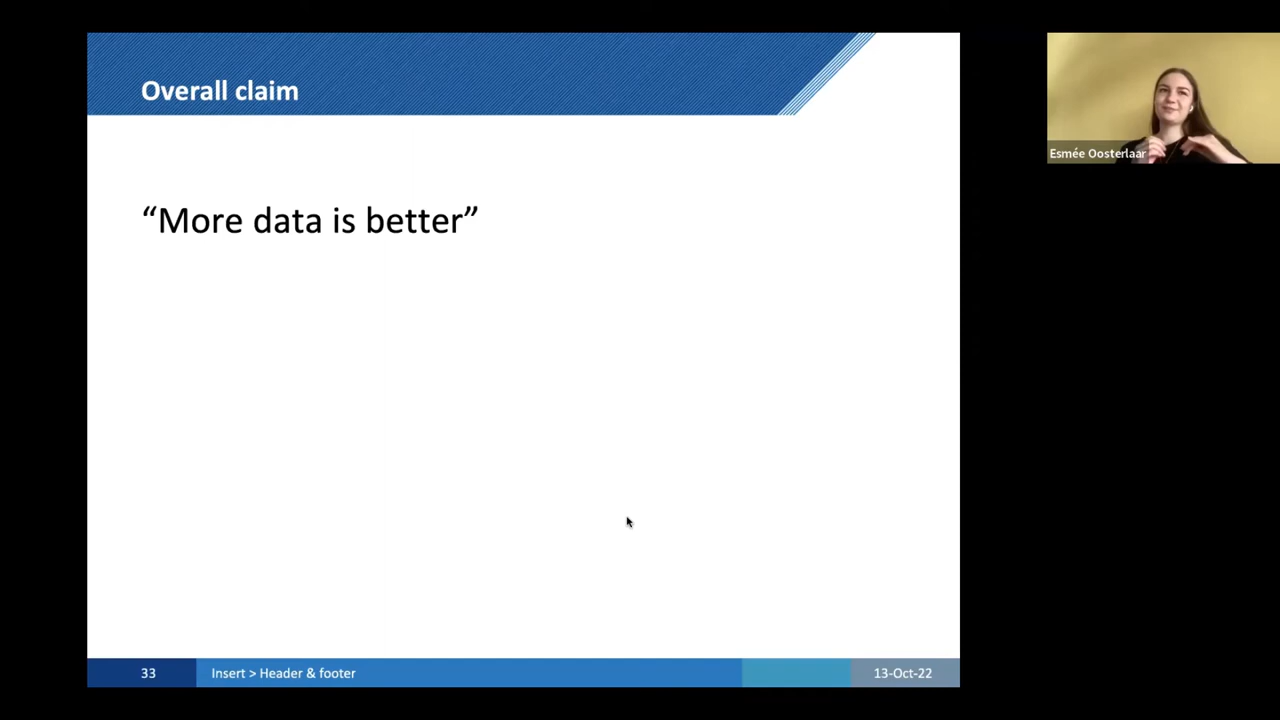 Overall claim
Esmée Oosterlaar
“More data is better”
33
Insert > Header & footer
13-Oct-22